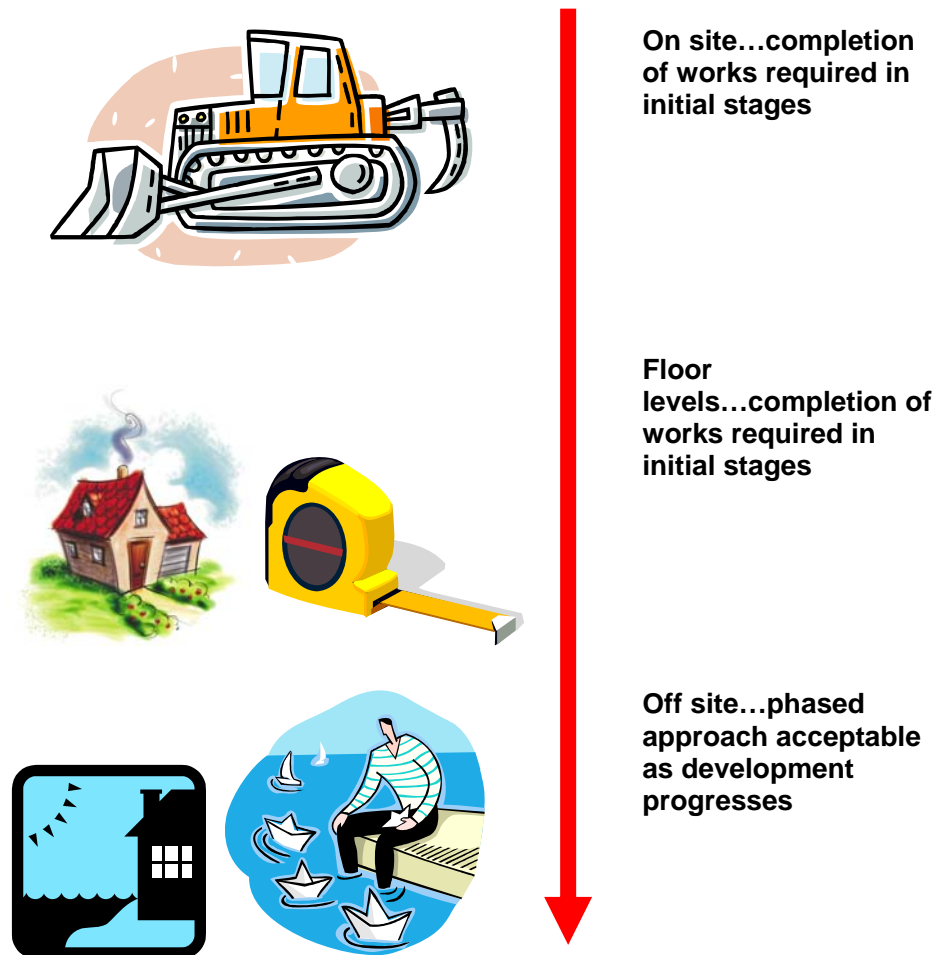 On site…completion
of works required in
initial stages
Floor
levels…completion of
works required in
initial stages
Off site…phased
approach acceptable
as development
progresses